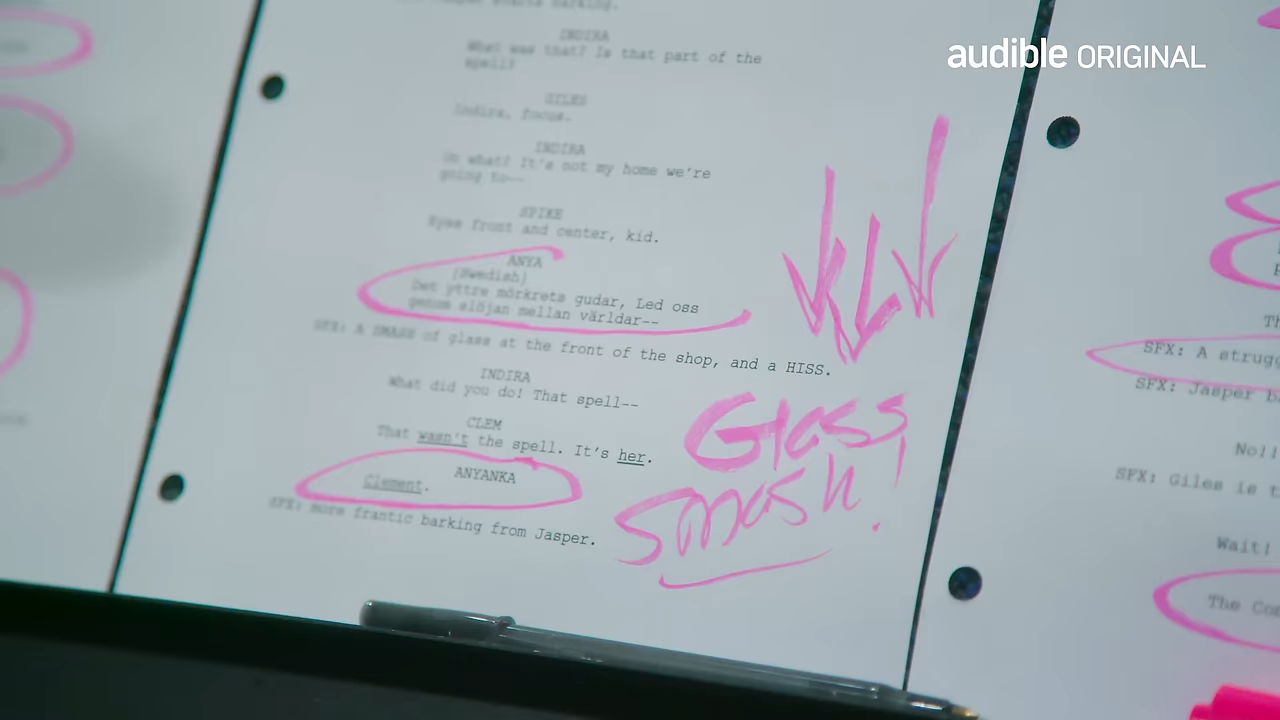 audible ORIGINAL
barking.
INDIRA
What was that? Is that part of the
spell?
GILES
Indira, focus.
INDIRA
On what? It's not my home we're
going to--
SPIKE
Eyes front and center, kid.
ANYA
[Swedish]
Det yttre mörkrets gudar, Led oss
genom slöjan mellan världar--
SFX: A SMASH of glass at the front of the shop, and a HISS.
INDIRA
What did you do! That spell--
CLEM
That wasn't the spell. It's her.
ANYANKA
Clement.
SFX: more frantic barking from Jasper.
Glass
Smash!
SFX: A strugg
SFX: Jasper ba
No!!
SFX: Giles is t
Wait!
The Cor